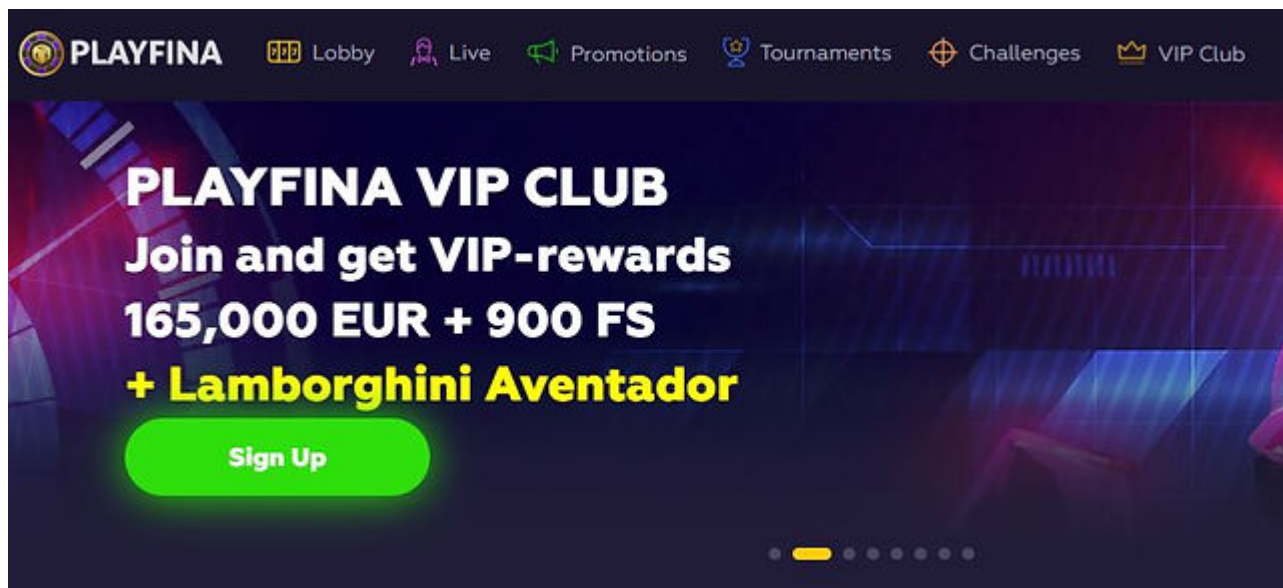 PLAYFINA Lobby Live Promotions Tournaments Challenges VIP Club
PLAYFINA VIP CLUB
Join and get VIP-rewards
165,000 EUR + 900 FS
+ Lamborghini Aventador
Sign Up